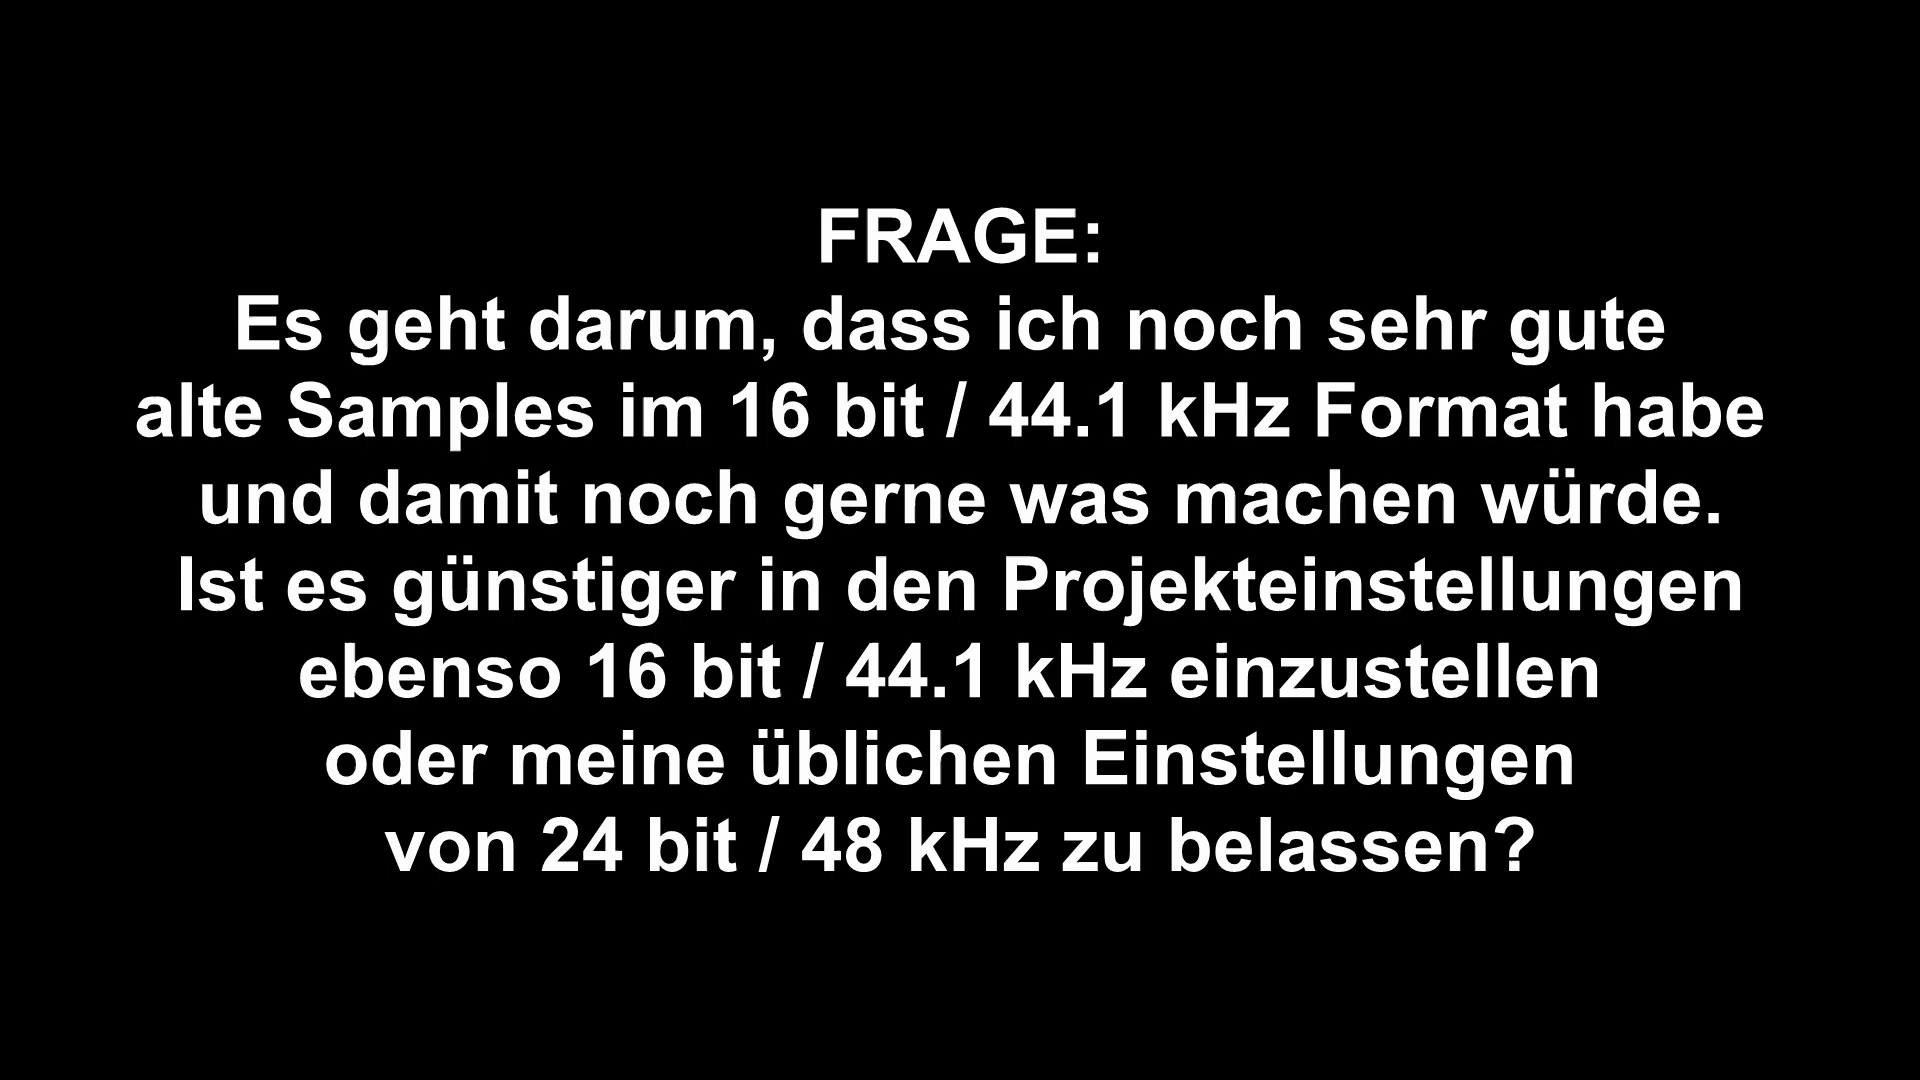 FRAGE:
Es geht darum, dass ich noch sehr gute
alte Samples im 16 bit / 44.1 kHz Format habe
und damit noch gerne was machen würde.
Ist es günstiger in den Projekteinstellungen
ebenso 16 bit / 44.1 kHz einzustellen
oder meine üblichen Einstellungen
von 24 bit / 48 kHz zu belassen?